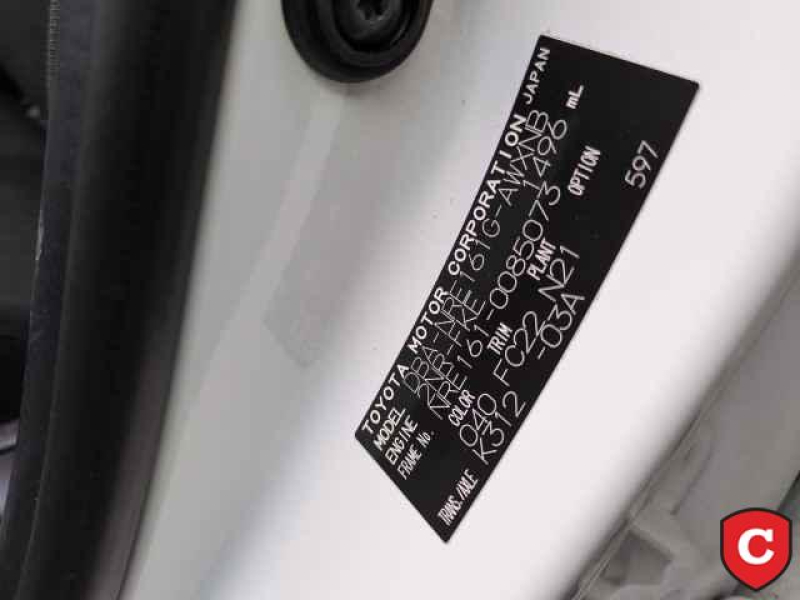 TOYOTA MOTOR CORPORATION JAPAN
MODEL DBA-NRE161G-AWXNB
ENGINE 2NR-FKE 1496 mL
FRAME No. NRE161-0085073
COLOR TRIM PLANT OPTION
040 FC22 N21
TRANS./AXLE K312 -03A 597
C